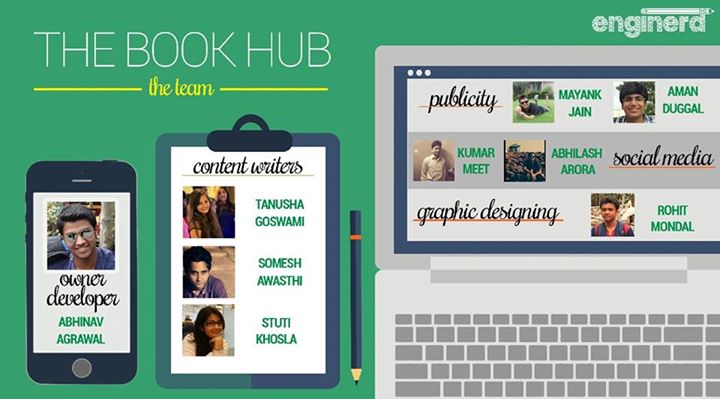 enginerd
THE BOOK HUB
the team
owner
developer
ABHINAV
AGRAWAL
content writers
TANUSHA
GOSWAMI
SOMESH
AWASTHI
STUTI
KHOSLA
publicity
MAYANK
JAIN
AMAN
DUGGAL
KUMAR
MEET
ABHILASH
ARORA
social media
graphic designing
ROHIT
MONDAL